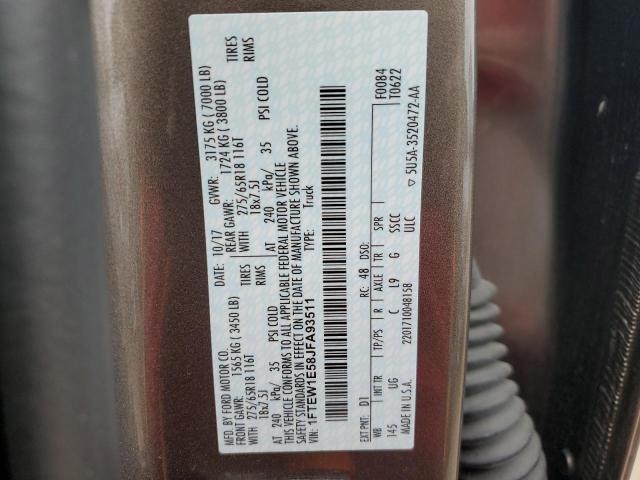 MFD. BY FORD MOTOR CO.
DATE: 10/17 GVWR: 3175 KG ( 7000 LB)
FRONT GAWR: 1565 KG ( 3450 LB) REAR GAWR: 1724 KG ( 3800 LB)
WITH 275/65R18 116T TIRES WITH 275/65R18 116T TIRES
18x7.5J RIMS 18x7.5J RIMS
AT 240 kPa/ 35 PSI COLD AT 240 kPa/ 35 PSI COLD
THIS VEHICLE CONFORMS TO ALL APPLICABLE FEDERAL MOTOR VEHICLE
SAFETY STANDARDS IN EFFECT ON THE DATE OF MANUFACTURE SHOWN ABOVE.
VIN: 1FTEW1E58JFA93511 TYPE: Truck
F0084
T0622
EXT PNT: D1 RC: 48 DSO:
WB INT TR TP/PS R AXLE TR SPR
145 UG C L9 G SSCC
ULC
MADE IN U.S.A. 2201710048158 5U5A-3520472-AA